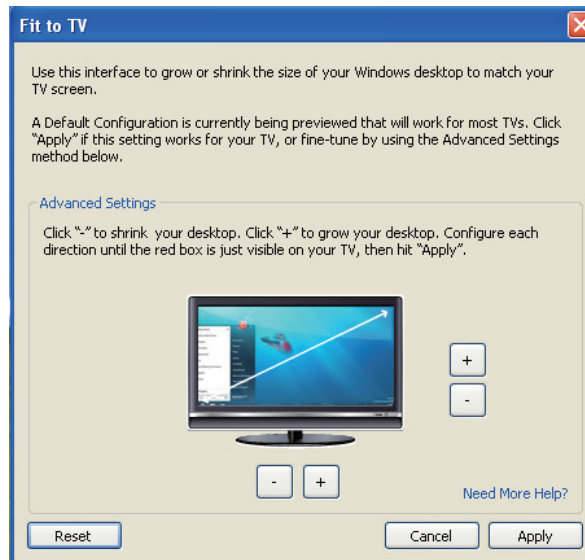 Fit to TV
Use this interface to grow or shrink the size of your Windows desktop to match your
TV screen.
A Default Configuration is currently being previewed that will work for most TVs. Click
“Apply” if this setting works for your TV, or fine-tune by using the Advanced Settings
method below.
Advanced Settings
Click “-” to shrink your desktop. Click “+” to grow your desktop. Configure each
direction until the red box is just visible on your TV, then hit “Apply”.
+
-
- +
Need More Help?
Reset Cancel Apply